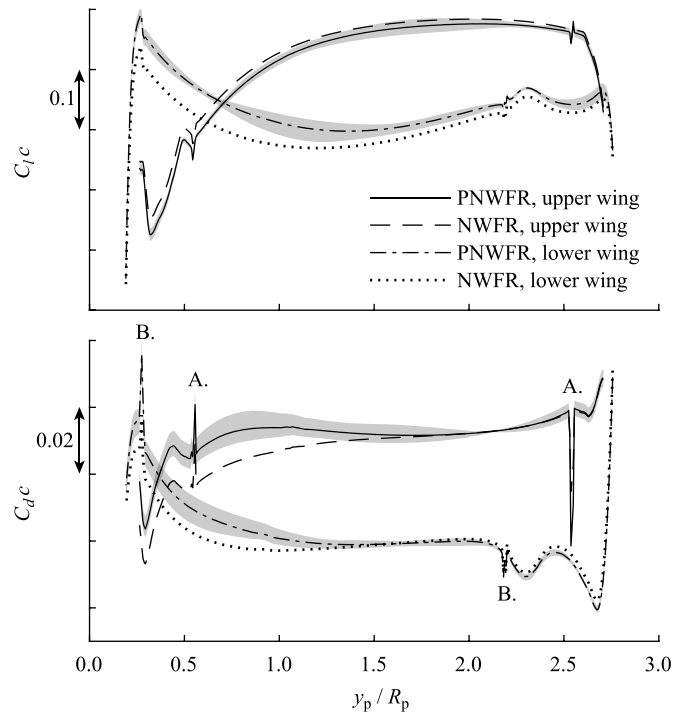 0.1
C_l c
PNWFR, upper wing
NWFR, upper wing
PNWFR, lower wing
NWFR, lower wing
B.
A.
A.
0.02
C_d c
B.
0.0 0.5 1.0 1.5 2.0 2.5 3.0
y_p / R_p